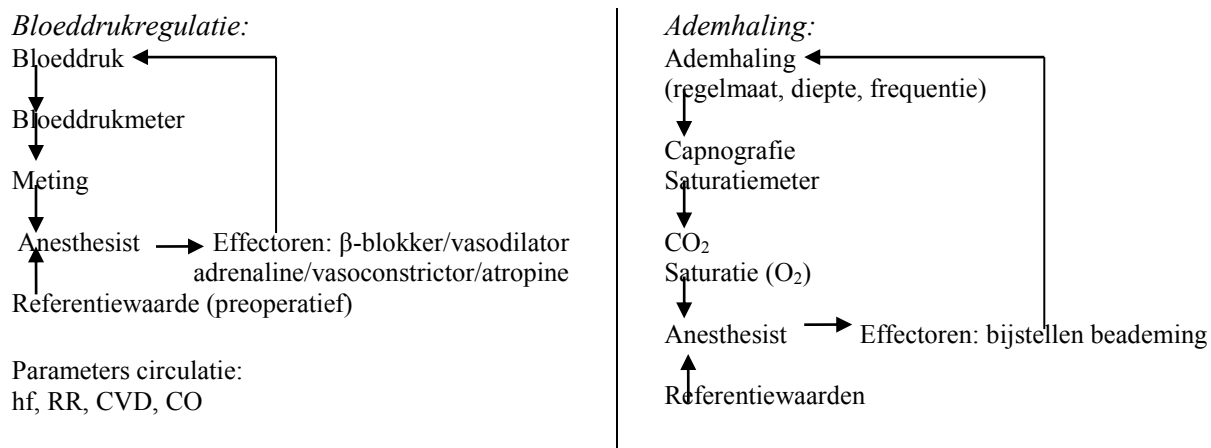 Bloeddrukregulatie:
Bloeddruk
Bloeddrukmeter
Meting
Anesthesist
Effectoren: β-blokker/vasodilator
adrenaline/vasoconstrictor/atropine
Referentiewaarde (preoperatief)
Parameters circulatie:
hf, RR, CVD, CO
Ademhaling:
Ademhaling
(regelmaat, diepte, frequentie)
Capnografie
Saturatiemeter
CO₂
Saturatie (O₂)
Anesthesist
Effectoren: bijstellen beademing
Referentiewaarden